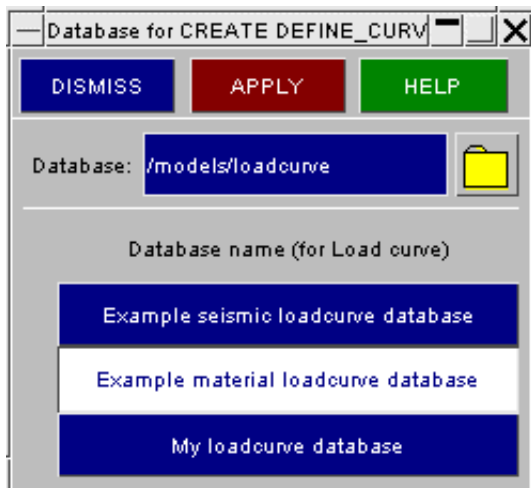 Database for CREATE DEFINE_CURV
DISMISS APPLY HELP
Database: /models/loadcurve
Database name (for Load curve)
Example seismic loadcurve database
Example material loadcurve database
My loadcurve database